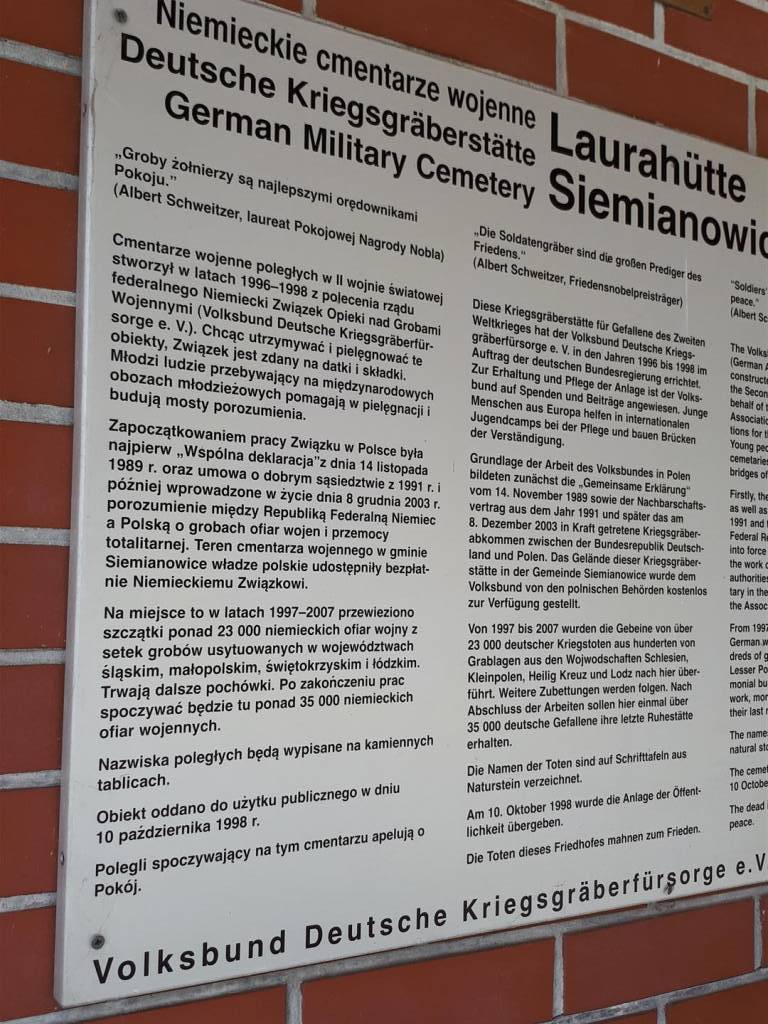 Niemieckie cmentarze wojenne
Deutsche Kriegsgräberstätte
German Military Cemetery
Laurahütte
„Groby żołnierzy są najlepszymi orędownikami
Pokoju.”
(Albert Schweitzer, laureat Pokojowej Nagrody Nobla)
Cmentarze wojenne poległych w II wojnie światowej
stworzył w latach 1996–1998 z polecenia rządu
federalnego Niemiecki Związek Opieki nad Grobami
Wojennymi (Volksbund Deutsche Kriegsgräberfür-
sorge e. V.). Chcąc utrzymywać i pielęgnować te
obiekty, Związek jest zdany na datki i składki.
Młodzi ludzie przebywający na międzynarodowych
obozach młodzieżowych pomagają w pielęgnacji i
budują mosty porozumienia.
Zapoczątkowaniem pracy Związku w Polsce była
najpierw „Wspólna deklaracja”z dnia 14 listopada
1989 r. oraz umowa o dobrym sąsiedztwie z 1991 r. i
później wprowadzone w życie dnia 8 grudnia 2003 r.
porozumienie między Republiką Federalną Niemiec
a Polską o grobach ofiar wojen i przemocy
totalitarnej. Teren cmentarza wojennego w gminie
Siemianowice władze polskie udostępniły bezpłat-
nie Niemieckiemu Związkowi.
Na miejsce to w latach 1997–2007 przewieziono
szczątki ponad 23 000 niemieckich ofiar wojny z
setek grobów usytuowanych w województwach
śląskim, małopolskim, świętokrzyskim i łódzkim.
Trwają dalsze pochówki. Po zakończeniu prac
spoczywać będzie tu ponad 35 000 niemieckich
ofiar wojennych.
Nazwiska poległych będą wypisane na kamiennych
tablicach.
Obiekt oddano do użytku publicznego w dniu
10 października 1998 r.
Polegli spoczywający na tym cmentarzu apelują o
Pokój.
„Die Soldatengräber sind die großen Prediger des
Friedens.“
(Albert Schweitzer, Friedensnobelpreisträger)
Diese Kriegsgräberstätte für Gefallene des Zweiten
Weltkrieges hat der Volksbund Deutsche Kriegs-
gräberfürsorge e. V. in den Jahren 1996 bis 1998 im
Auftrag der deutschen Bundesregierung errichtet.
Zur Erhaltung und Pflege der Anlage ist der Volks-
bund auf Spenden und Beiträge angewiesen. Junge
Menschen aus Europa helfen in internationalen
Jugendcamps bei der Pflege und bauen Brücken
der Verständigung.
Grundlage der Arbeit des Volksbundes in Polen
bildeten zunächst die „Gemeinsame Erklärung“
vom 14. November 1989 sowie der Nachbarschafts-
vertrag aus dem Jahr 1991 und später das am
8. Dezember 2003 in Kraft getretene Kriegsgräber-
abkommen zwischen der Bundesrepublik Deutsch-
land und Polen. Das Gelände dieser Kriegsgräber-
stätte in der Gemeinde Siemianowice wurde dem
Volksbund von den polnischen Behörden kostenlos
zur Verfügung gestellt.
Von 1997 bis 2007 wurden die Gebeine von über
23 000 deutscher Kriegstoten aus hunderten von
Grablagen aus den Wojwodschaften Schlesien,
Kleinpolen, Heilig Kreuz und Lodz nach hier über-
führt. Weitere Zubettungen werden folgen. Nach
Abschluss der Arbeiten sollen hier einmal über
35 000 deutsche Gefallene ihre letzte Ruhestätte
erhalten.
Die Namen der Toten sind auf Schrifttafeln aus
Naturstein verzeichnet.
Am 10. Oktober 1998 wurde die Anlage der Öffent-
lichkeit übergeben.
Die Toten dieses Friedhofes mahnen zum Frieden.
"Soldiers'
peace."
(Albert
The
(German
the
behalf of
tions for
Young
bridges of
Firstly,
as well as
1991 and
Federal
into force
the work
tary in the
the
From
German
dreds of
Lesser
work,
their last
The
natural
The
10
The dead
peace.
Volksbund Deutsche Kriegsgräberfürsorge e.V